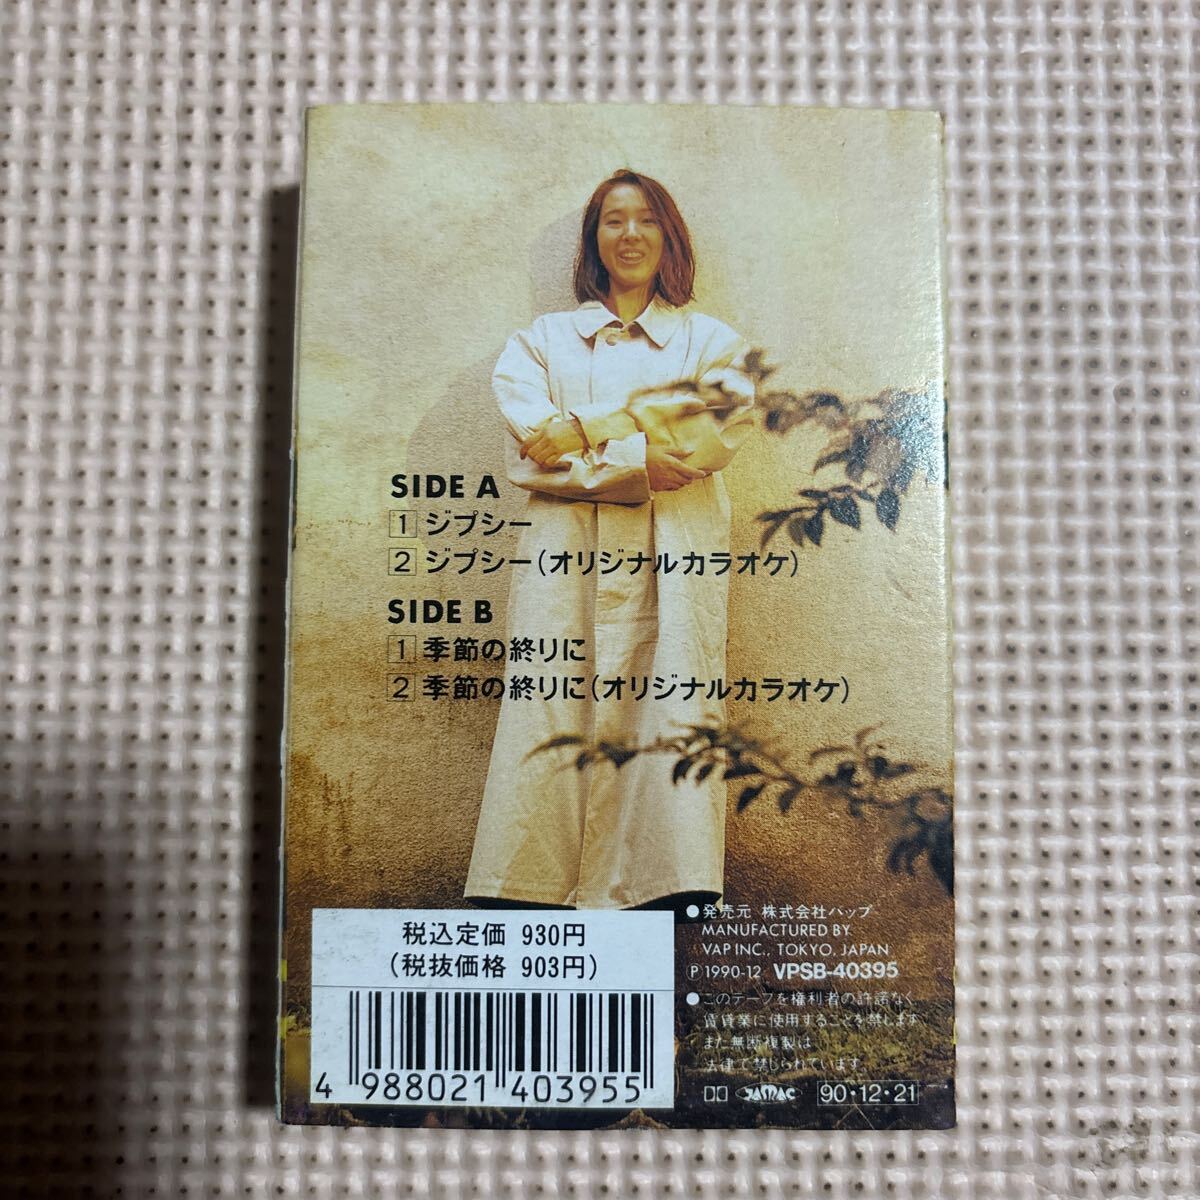 SIDE A
1 ジプシー
2 ジプシー(オリジナルカラオケ)
SIDE B
1 季節の終りに
2 季節の終りに(オリジナルカラオケ)
税込定価 930円
(税抜価格 903円)
4 988021 403955
●発売元 株式会社バップ
MANUFACTURED BY
VAP INC., TOKYO, JAPAN
Ⓟ1990-12 VPSB-40395
●このテープを権利者の許諾なく
賃貸業に使用することを禁じます
また無断複製は
法律で禁じられています。
JASRAC 90・12・21